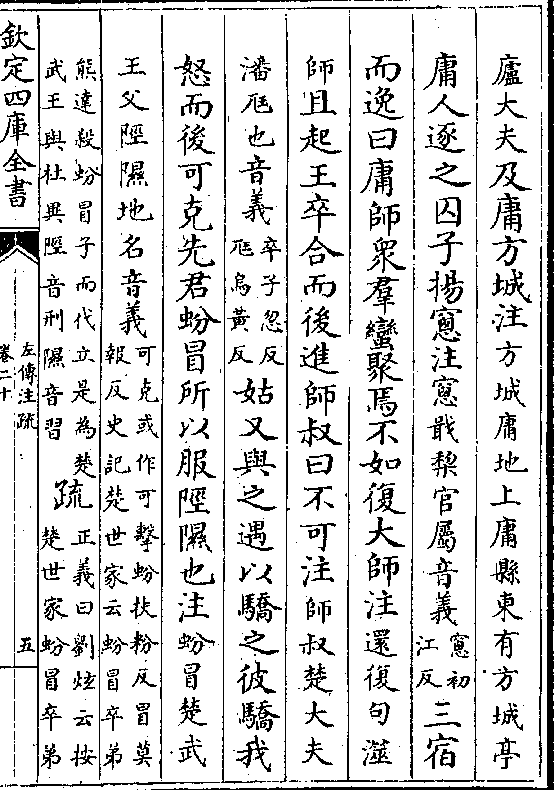 廬大夫及庸方城注方城庸地上庸縣東有方城亭
庸人逐之囚子揚窻注窻戢棃官屬音義窻初江反三宿
而逸曰庸師衆羣蠻聚焉不如復大師注還復句澨
師且起王卒合而後進師叔曰不可注師叔楚大夫
潘尫也音義卒子忽反尫烏黃反姑又與之遇以驕之彼驕我
怒而後可克先君蚡冒所以服陘隰也注蚡冒楚武
王父陘隰地名音義可克或作可擊蚡扶粉反冒莫報反史記楚世家云蚡冒卒弟
熊達殺蚡冒子而代立是為楚武王與杜異陘音刑隰音習疏正義曰劉炫云按楚世家蚡冒卒弟
欽定四庫全書
左傳注疏
卷二十
五